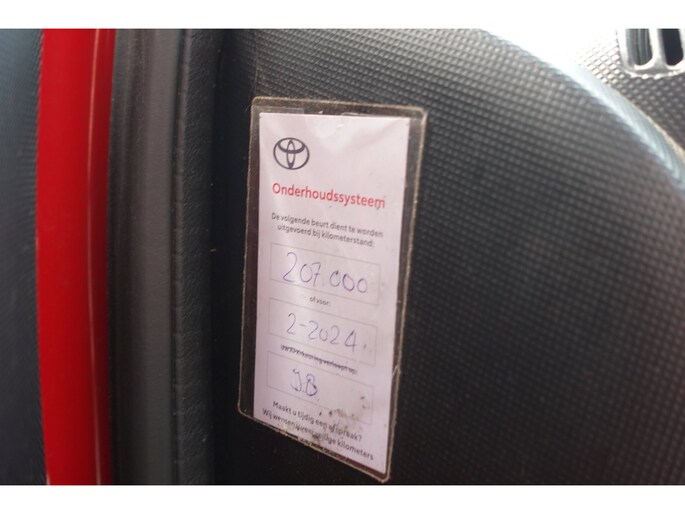 Onderhoudssysteem
De volgende beurt dient te worden
uitgevoerd bij kilometerstand:
207.000
of voor:
2-2024
J.B
Maakt u tijdig een afspraak?
Wij wensen u veel veilige kilometers